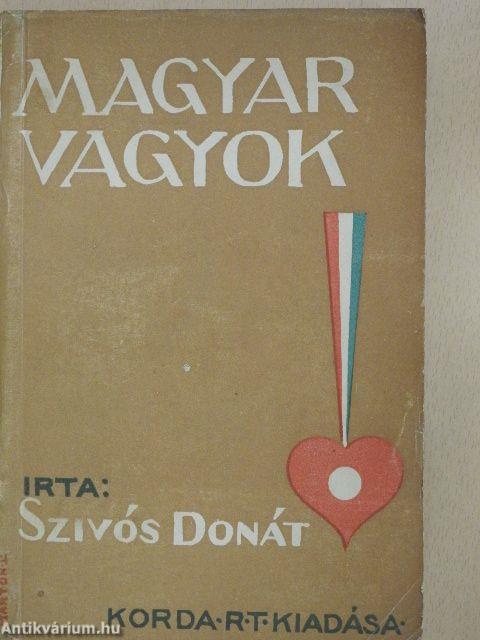 MAGYAR
VAGYOK
IRTA:
SZIVÓS DONÁT
KORDA·R·T·KIADÁSA·
Antikvárium.hu